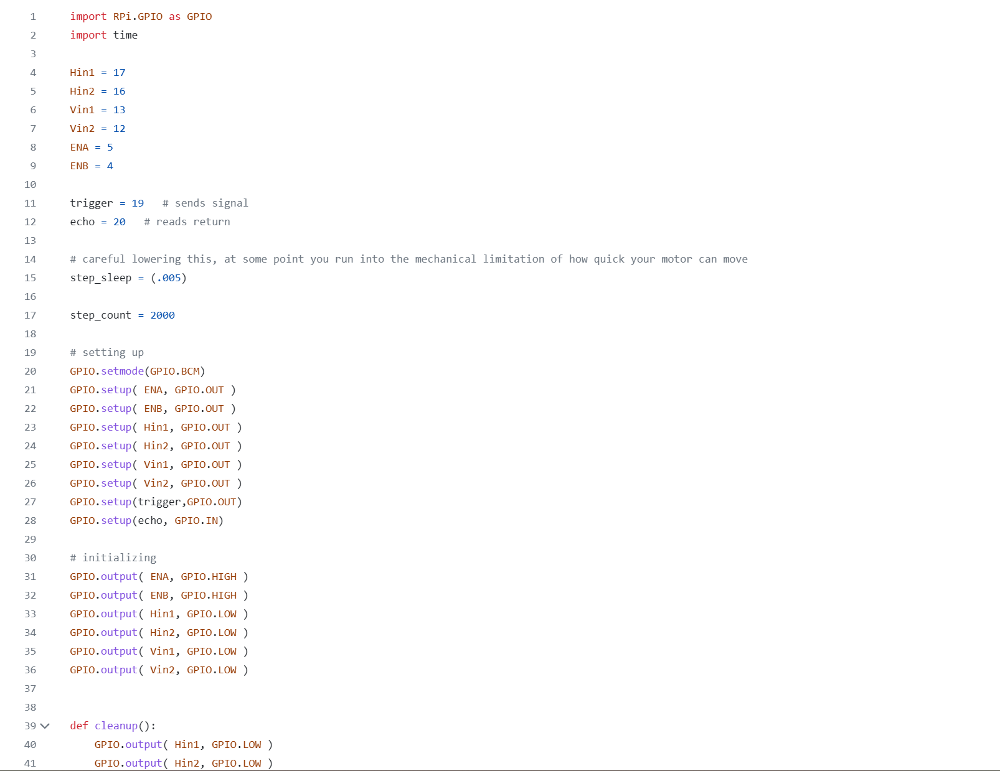 1 import RPi.GPIO as GPIO
2 import time
3
4 Hin1 = 17
5 Hin2 = 16
6 Vin1 = 13
7 Vin2 = 12
8 ENA = 5
9 ENB = 4
10
11 trigger = 19   # sends signal
12 echo = 20   # reads return
13
14 # careful lowering this, at some point you run into the mechanical limitation of how quick your motor can move
15 step_sleep = (.005)
16
17 step_count = 2000
18
19 # setting up
20 GPIO.setmode(GPIO.BCM)
21 GPIO.setup( ENA, GPIO.OUT )
22 GPIO.setup( ENB, GPIO.OUT )
23 GPIO.setup( Hin1, GPIO.OUT )
24 GPIO.setup( Hin2, GPIO.OUT )
25 GPIO.setup( Vin1, GPIO.OUT )
26 GPIO.setup( Vin2, GPIO.OUT )
27 GPIO.setup(trigger,GPIO.OUT)
28 GPIO.setup(echo, GPIO.IN)
29
30 # initializing
31 GPIO.output( ENA, GPIO.HIGH )
32 GPIO.output( ENB, GPIO.HIGH )
33 GPIO.output( Hin1, GPIO.LOW )
34 GPIO.output( Hin2, GPIO.LOW )
35 GPIO.output( Vin1, GPIO.LOW )
36 GPIO.output( Vin2, GPIO.LOW )
37
38
39 def cleanup():
40     GPIO.output( Hin1, GPIO.LOW )
41     GPIO.output( Hin2, GPIO.LOW )